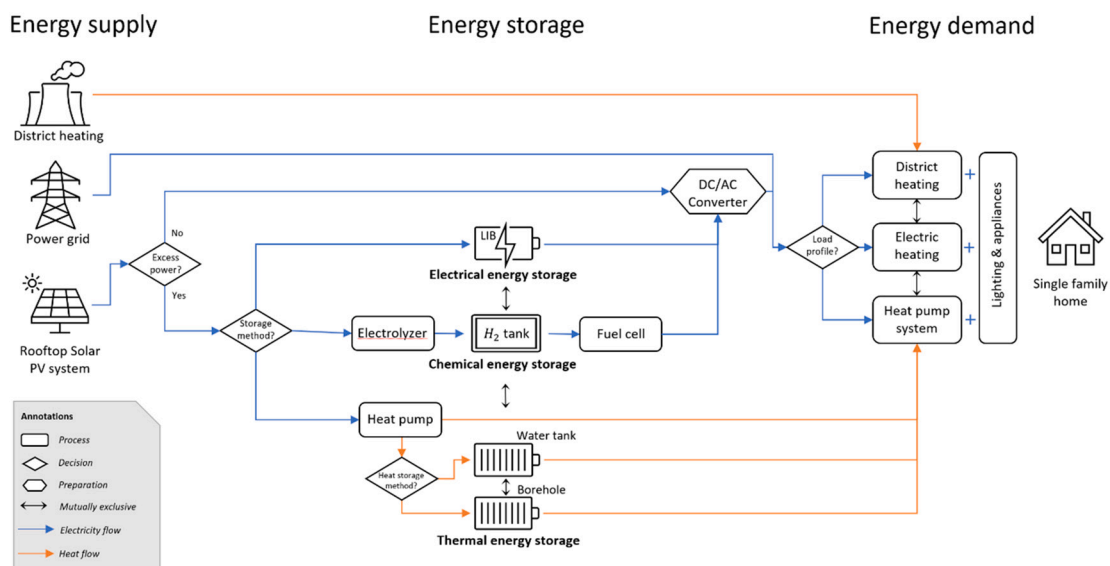 Energy supply
Energy storage
Energy demand
District heating
Power grid
Rooftop Solar
PV system
Excess
power?
No
Yes
Storage
method?
LIB
Electrical energy storage
Electrolyzer
H₂ tank
Fuel cell
Chemical energy storage
DC/AC
Converter
Heat pump
Heat storage
method?
Water tank
Borehole
Thermal energy storage
Load
profile?
District
heating
+
Electric
heating
+
Heat pump
system
+
Lighting & appliances
Single family
home
Annotations
Process
Decision
Preparation
Mutually exclusive
Electricity flow
Heat flow